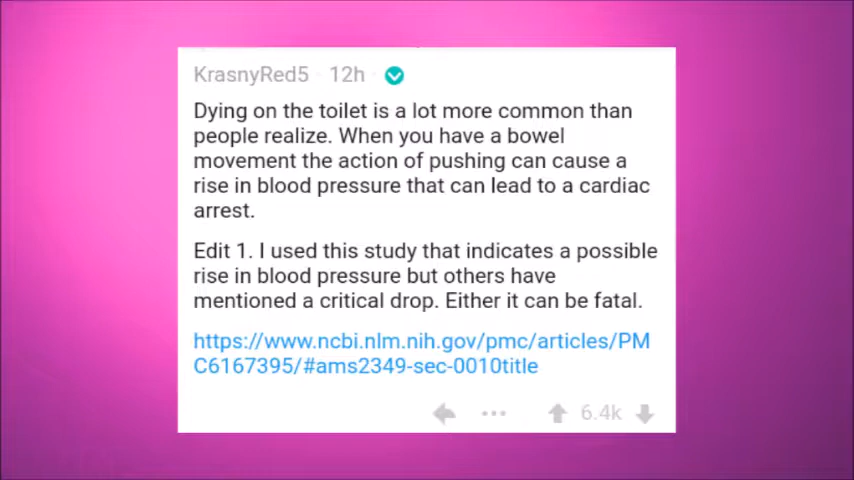 KrasnyRed5 · 12h ·
Dying on the toilet is a lot more common than
people realize. When you have a bowel
movement the action of pushing can cause a
rise in blood pressure that can lead to a cardiac
arrest.
Edit 1. I used this study that indicates a possible
rise in blood pressure but others have
mentioned a critical drop. Either it can be fatal.
https://www.ncbi.nlm.nih.gov/pmc/articles/PM
C6167395/#ams2349-sec-0010title
6.4k